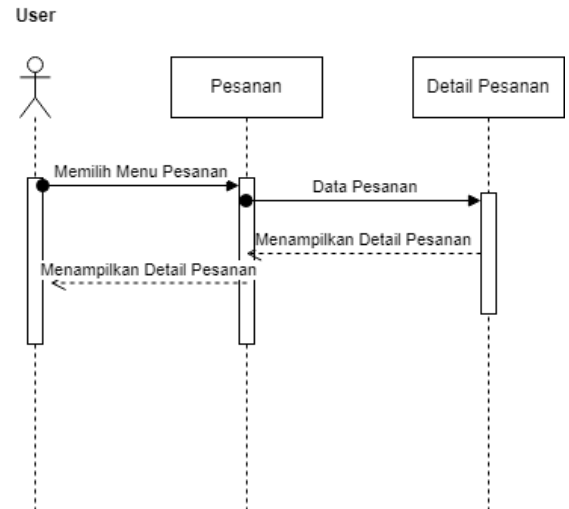 User
Pesanan
Detail Pesanan
Memilih Menu Pesanan
Data Pesanan
Menampilkan Detail Pesanan
Menampilkan Detail Pesanan